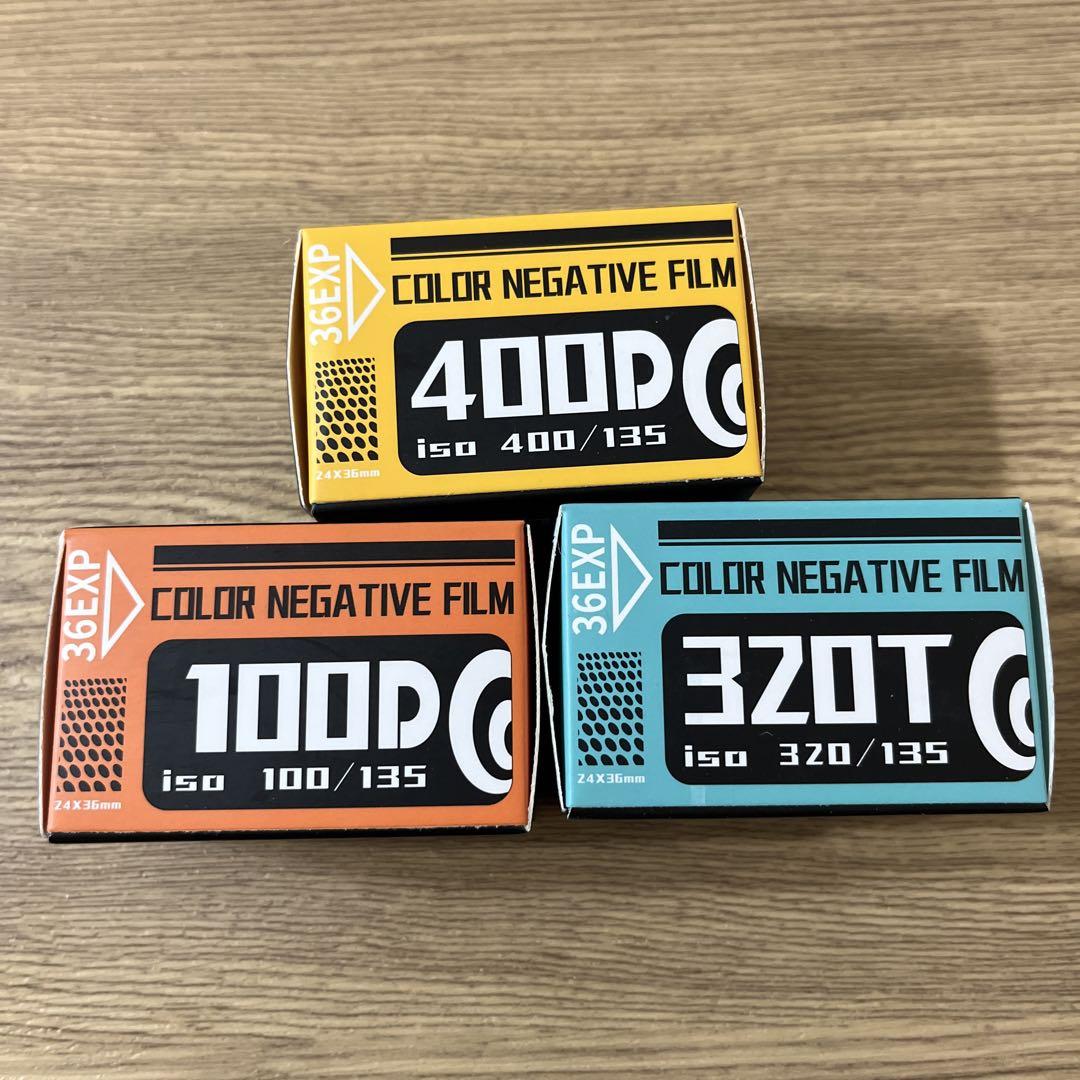 36EXP
COLOR NEGATIVE FILM
400D
iso 400/135
24X36mm
36EXP
COLOR NEGATIVE FILM
100D
iso 100/135
24X36mm
36EXP
COLOR NEGATIVE FILM
320T
iso 320/135
24X36mm